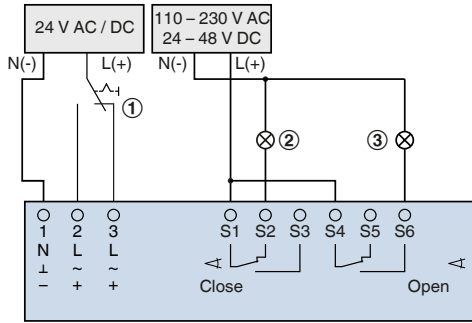 24 V AC / DC
110 – 230 V AC
24 – 48 V DC
N(-) L(+) N(-) L(+)
1
2 3
1 2 3 S1 S2 S3 S4 S5 S6
N L L
⊥ ~ ~
– + +
Close Open